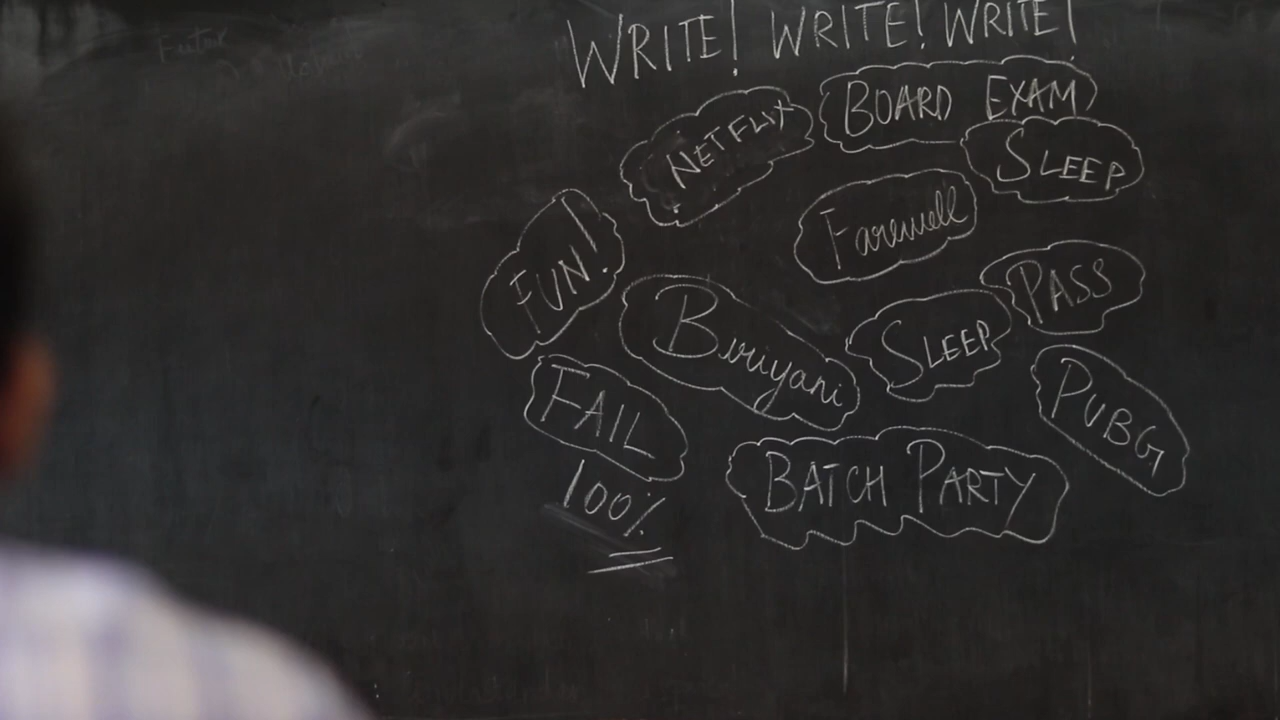 WRITE! WRITE! WRITE!
BOARD EXAM
NETFLIX
SLEEP
Farewell
FUN!
PASS
Biriyani
SLEEP
FAIL
PUBG
BATCH PARTY
100%